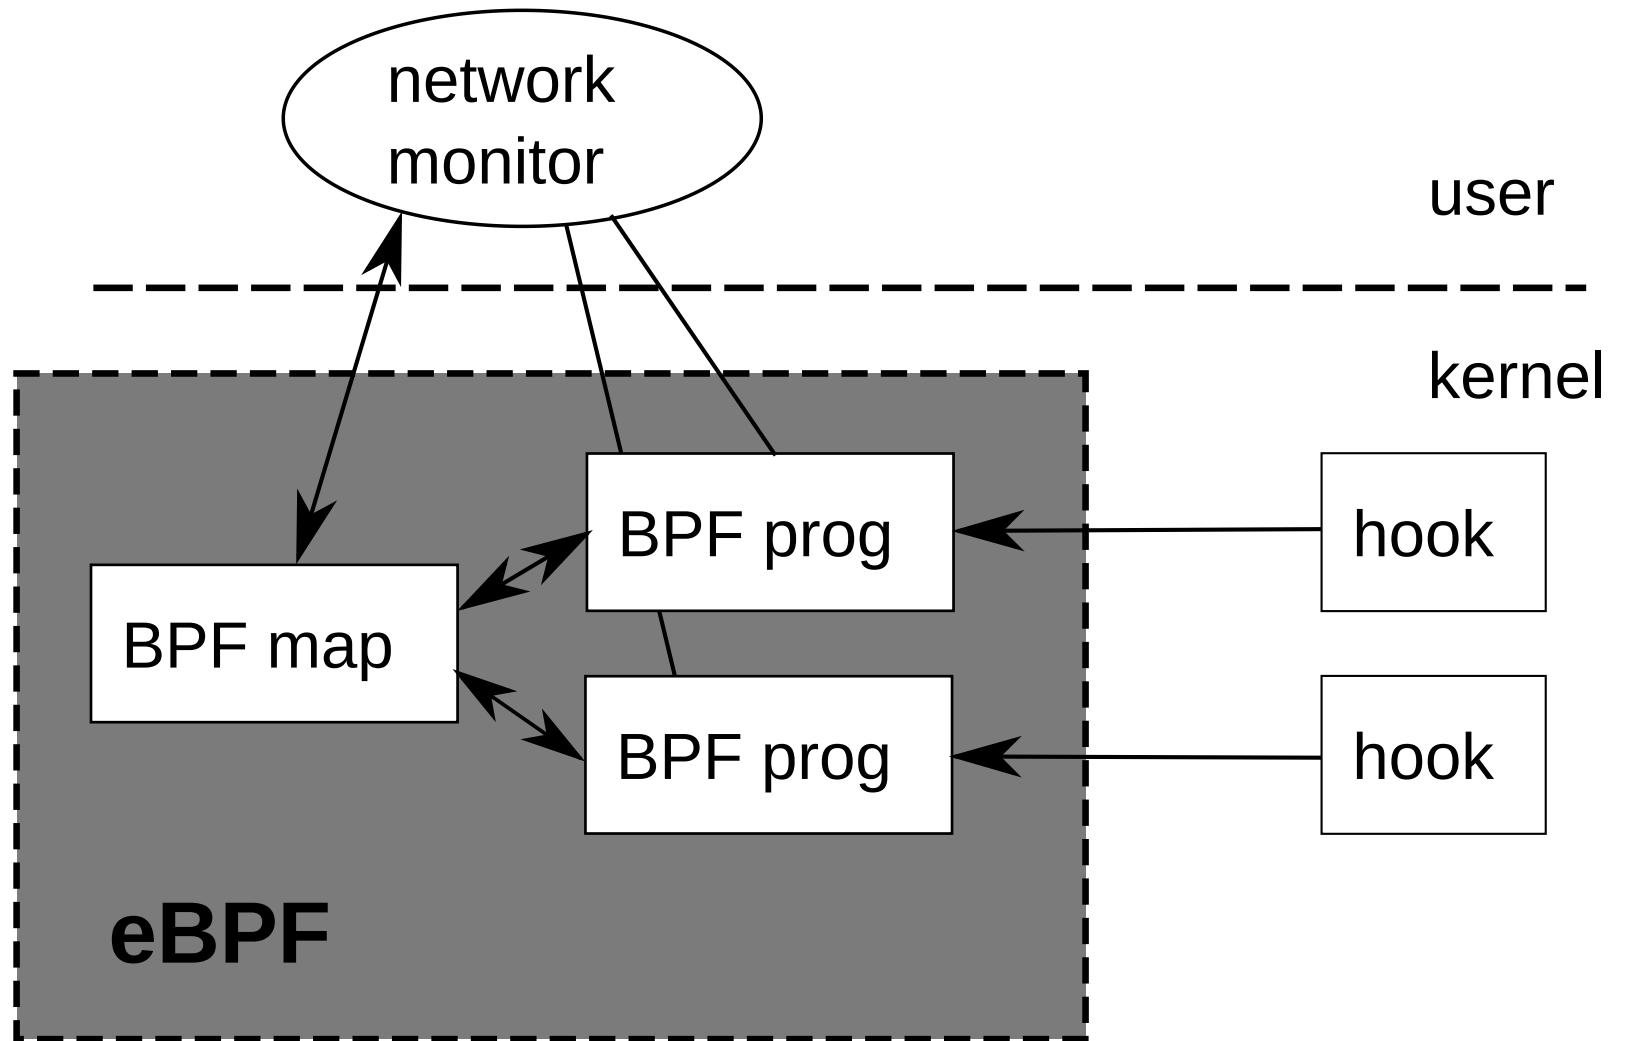 network
monitor
user
kernel
BPF prog
hook
BPF map
BPF prog
hook
eBPF